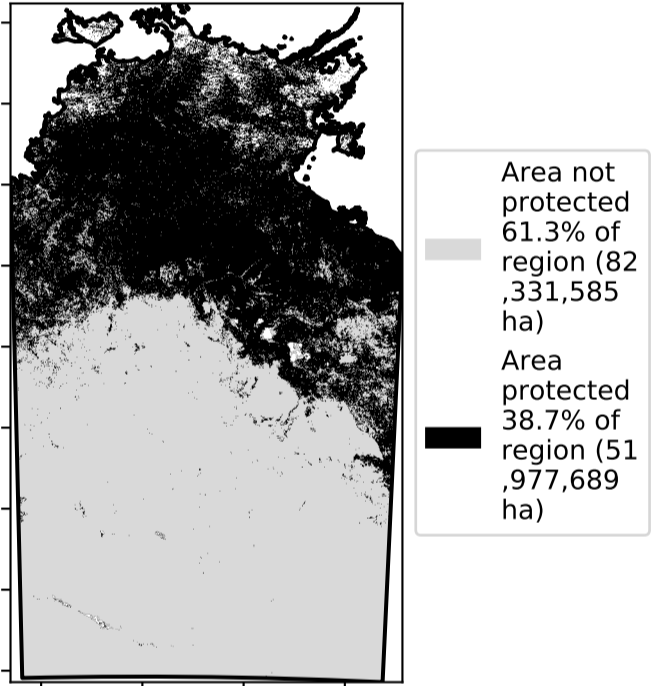 Area not
protected
61.3% of
region (82
,331,585
ha)
Area
protected
38.7% of
region (51
,977,689
ha)